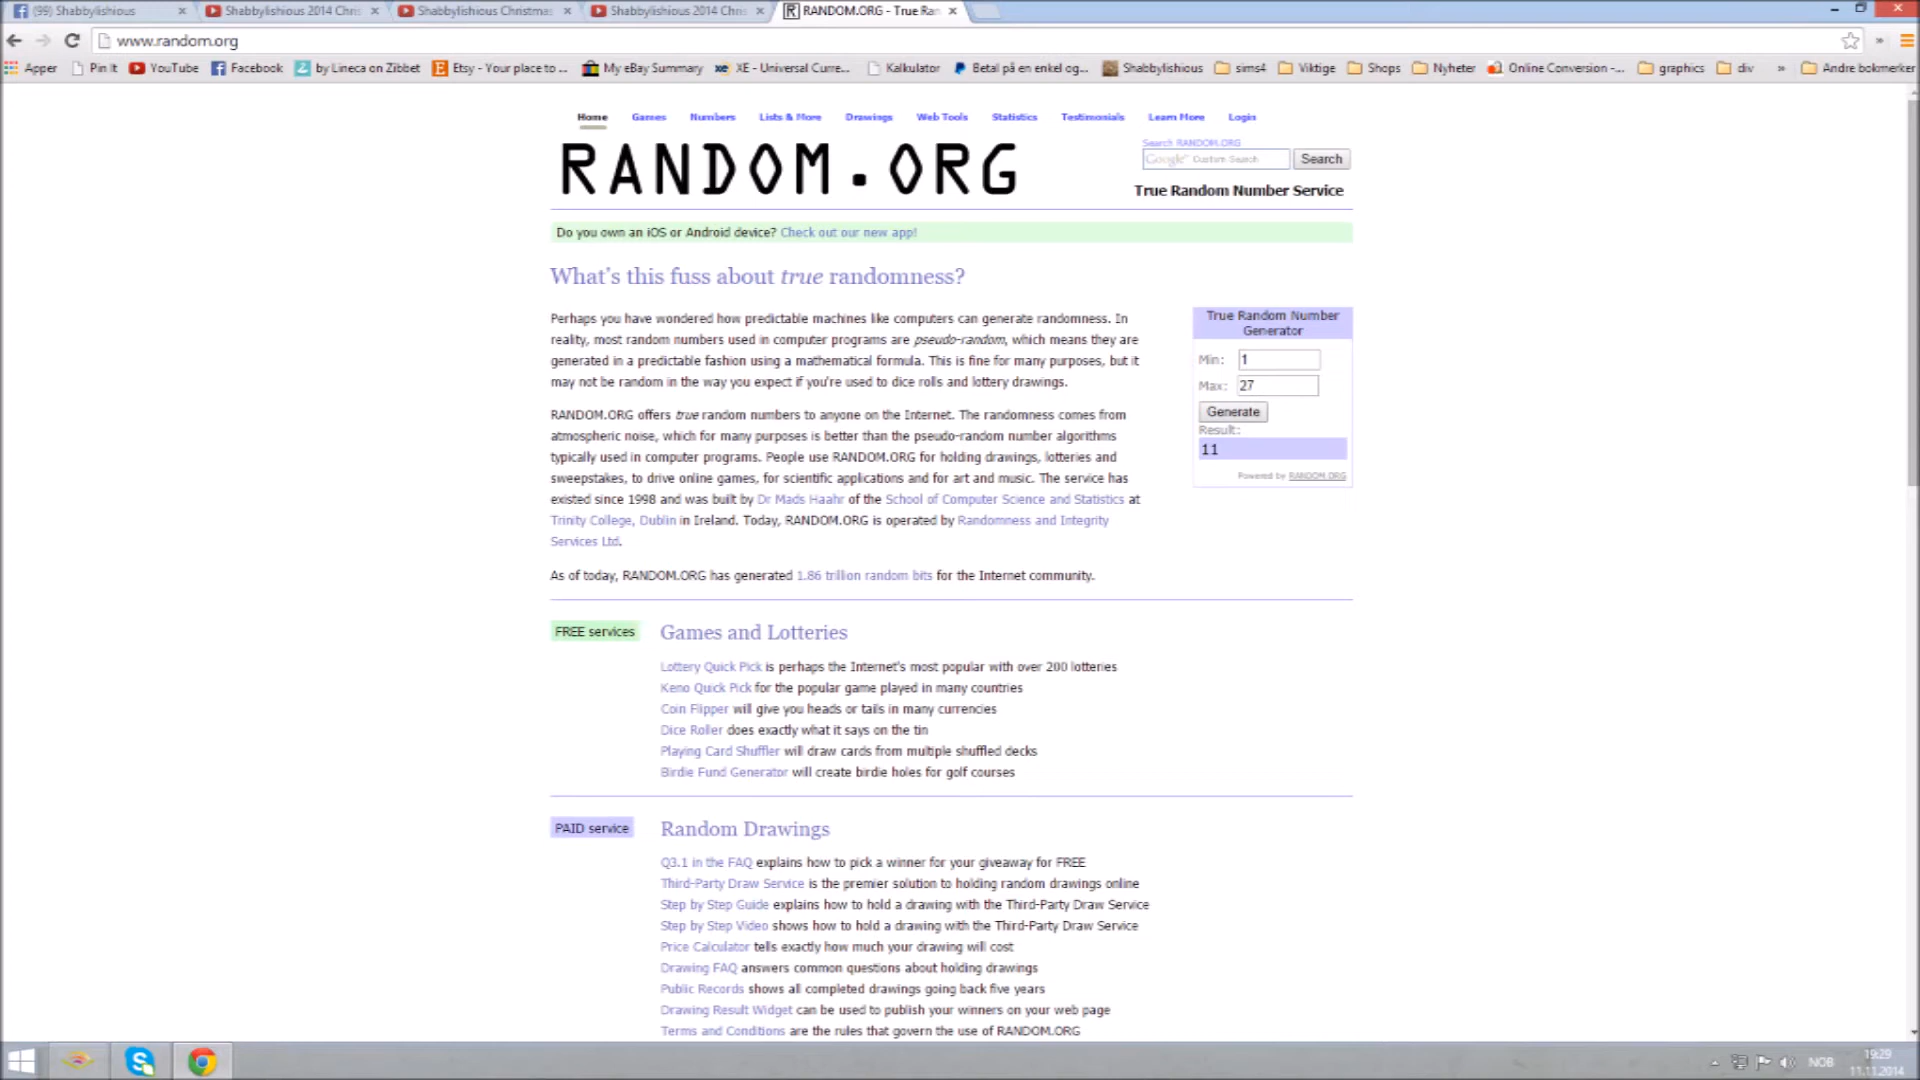 (99) Shabbylishious
Shabbylishious 2014 Chri
Shabbylishious Christmas
Shabbylishious 2014 Chri
RANDOM.ORG - True Ra
www.random.org
Apper
Pin It
YouTube
Facebook
by Lineca on Zibbet
Etsy - Your place to ...
My eBay Summary
XE - Universal Curre...
Kalkulator
Betal på en enkel og...
Shabbylishious
sims4
Viktige
Shops
Nyheter
Online Conversion -...
graphics
div
»
Andre bokmerker
Home Games Numbers Lists & More Drawings Web Tools Statistics Testimonials Learn More Login
RANDOM.ORG
Search RANDOM.ORG
Google™ Custom Search
Search
True Random Number Service
Do you own an iOS or Android device? Check out our new app!
What's this fuss about true randomness?
Perhaps you have wondered how predictable machines like computers can generate randomness. In
reality, most random numbers used in computer programs are pseudo-random, which means they are
generated in a predictable fashion using a mathematical formula. This is fine for many purposes, but it
may not be random in the way you expect if you're used to dice rolls and lottery drawings.
RANDOM.ORG offers true random numbers to anyone on the Internet. The randomness comes from
atmospheric noise, which for many purposes is better than the pseudo-random number algorithms
typically used in computer programs. People use RANDOM.ORG for holding drawings, lotteries and
sweepstakes, to drive online games, for scientific applications and for art and music. The service has
existed since 1998 and was built by Dr Mads Haahr of the School of Computer Science and Statistics at
Trinity College, Dublin in Ireland. Today, RANDOM.ORG is operated by Randomness and Integrity
Services Ltd.
As of today, RANDOM.ORG has generated 1.86 trillion random bits for the Internet community.
True Random Number
Generator
Min: 1
Max: 27
Generate
Result:
11
Powered by RANDOM.ORG
FREE services
Games and Lotteries
Lottery Quick Pick is perhaps the Internet's most popular with over 200 lotteries
Keno Quick Pick for the popular game played in many countries
Coin Flipper will give you heads or tails in many currencies
Dice Roller does exactly what it says on the tin
Playing Card Shuffler will draw cards from multiple shuffled decks
Birdie Fund Generator will create birdie holes for golf courses
PAID service
Random Drawings
Q3.1 in the FAQ explains how to pick a winner for your giveaway for FREE
Third-Party Draw Service is the premier solution to holding random drawings online
Step by Step Guide explains how to hold a drawing with the Third-Party Draw Service
Step by Step Video shows how to hold a drawing with the Third-Party Draw Service
Price Calculator tells exactly how much your drawing will cost
Drawing FAQ answers common questions about holding drawings
Public Records shows all completed drawings going back five years
Drawing Result Widget can be used to publish your winners on your web page
Terms and Conditions are the rules that govern the use of RANDOM.ORG
NOB
19:29
11.11.2014